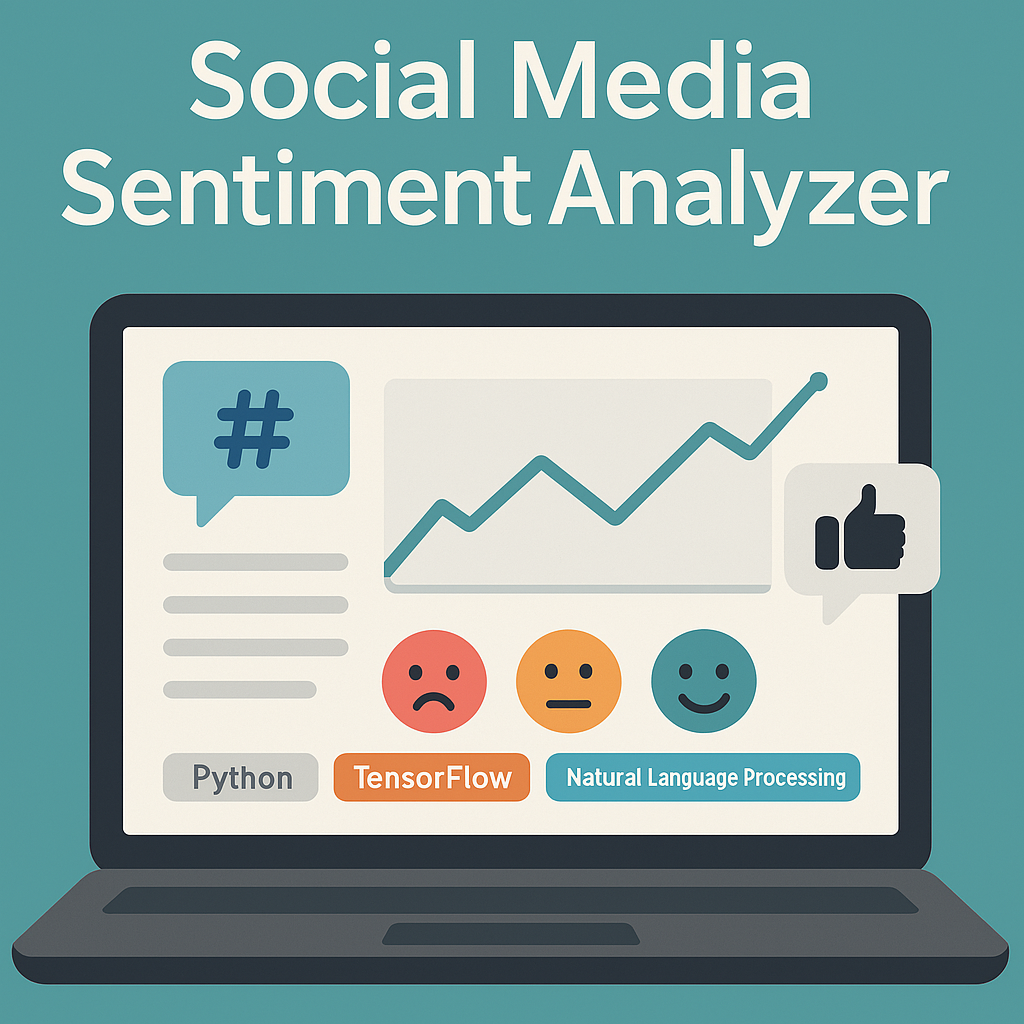 Social Media
Sentiment Analyzer
#
Python
TensorFlow
Natural Language Processing